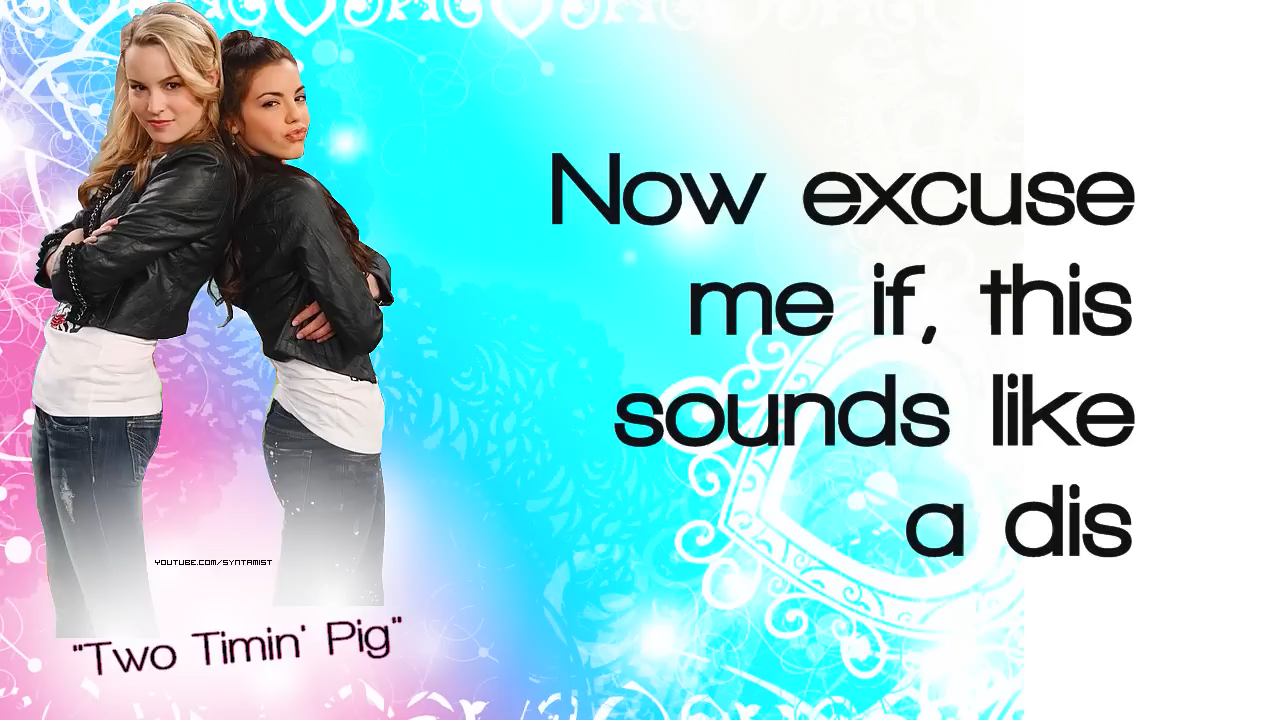 Now excuse
me if, this
sounds like
a dis
YOUTUBE.COM/SYNTAMIST
"Two Timin' Pig"